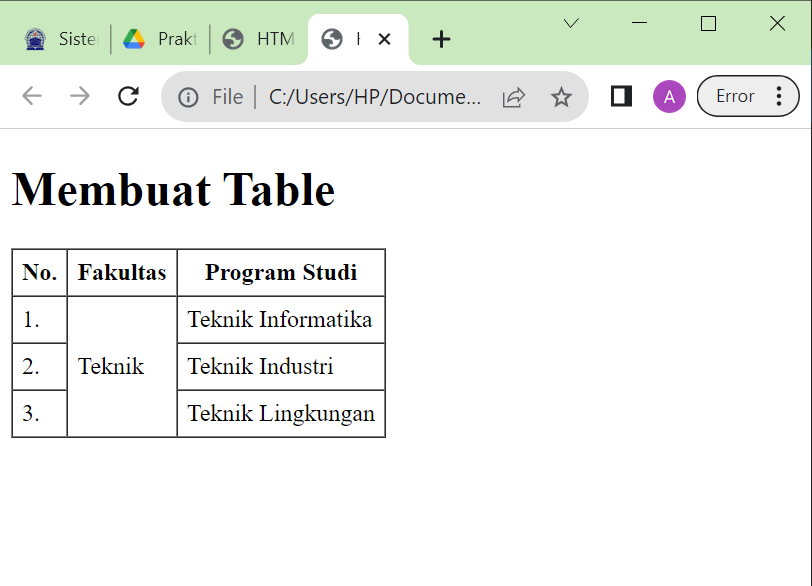 Siste
Prakt
HTM
File
C:/Users/HP/Docume...
A
Error
Membuat Table
No. Fakultas Program Studi
1. Teknik Informatika
2. Teknik Teknik Industri
3. Teknik Lingkungan